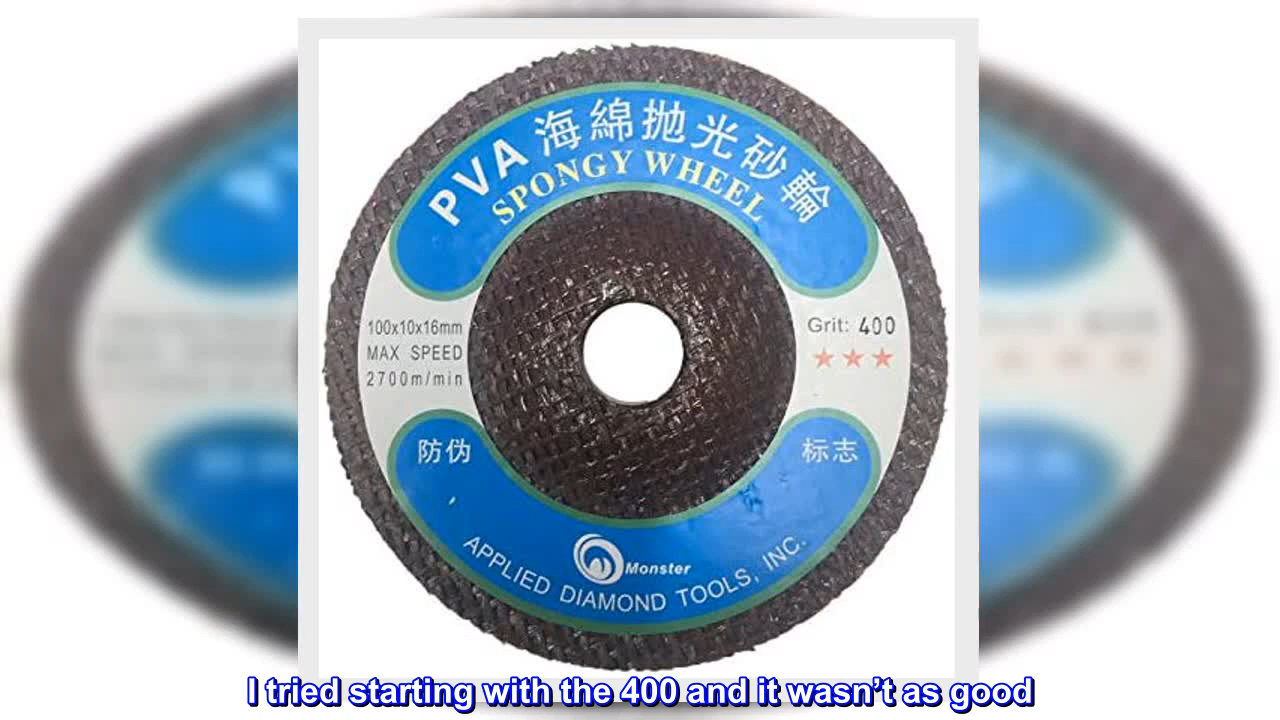 PVA 海綿抛光砂輪
SPONGY WHEEL
100x10x16mm
MAX SPEED
2700m/min
Grit: 400
防伪
标志
Monster
APPLIED DIAMOND TOOLS, INC.
I tried starting with the 400 and it wasn’t as good